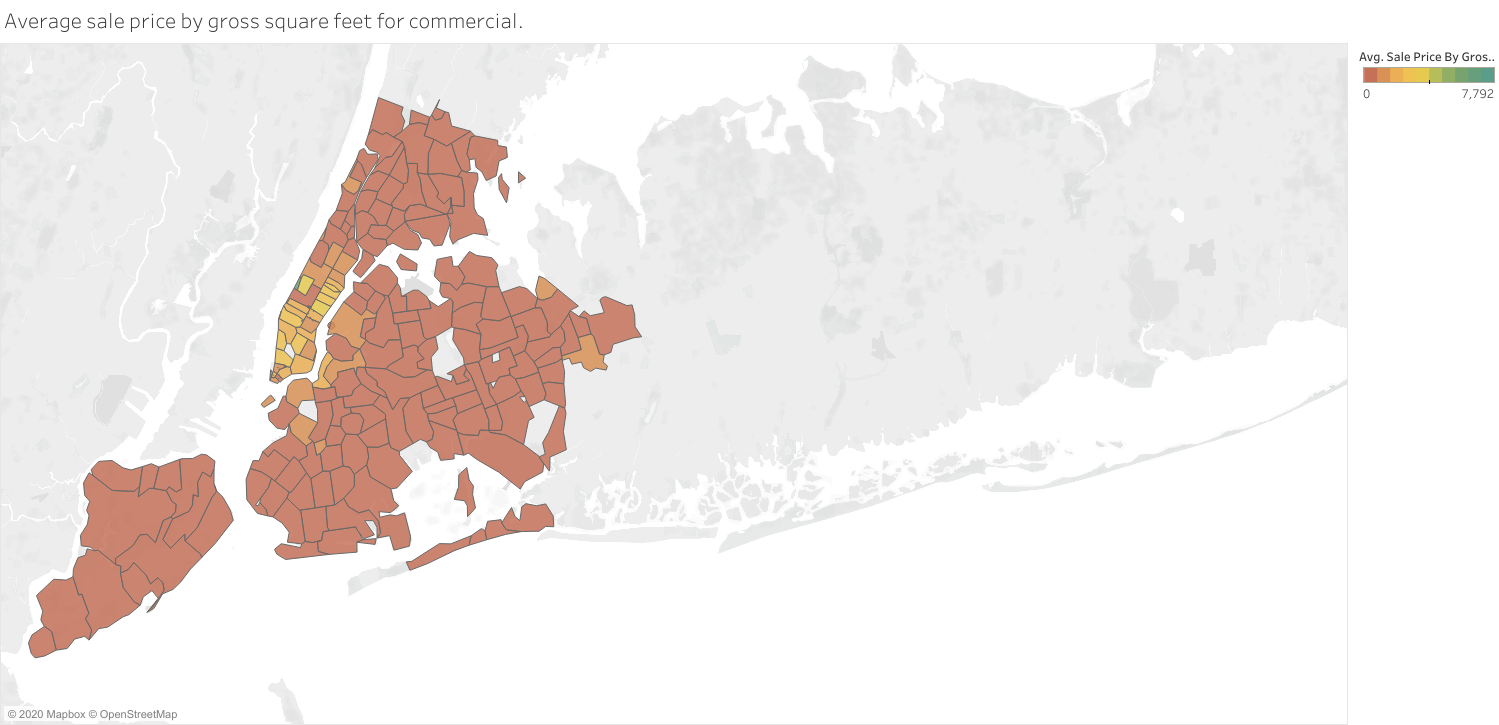 Average sale price by gross square feet for commercial.
Avg. Sale Price By Gros..
0 7,792
© 2020 Mapbox © OpenStreetMap